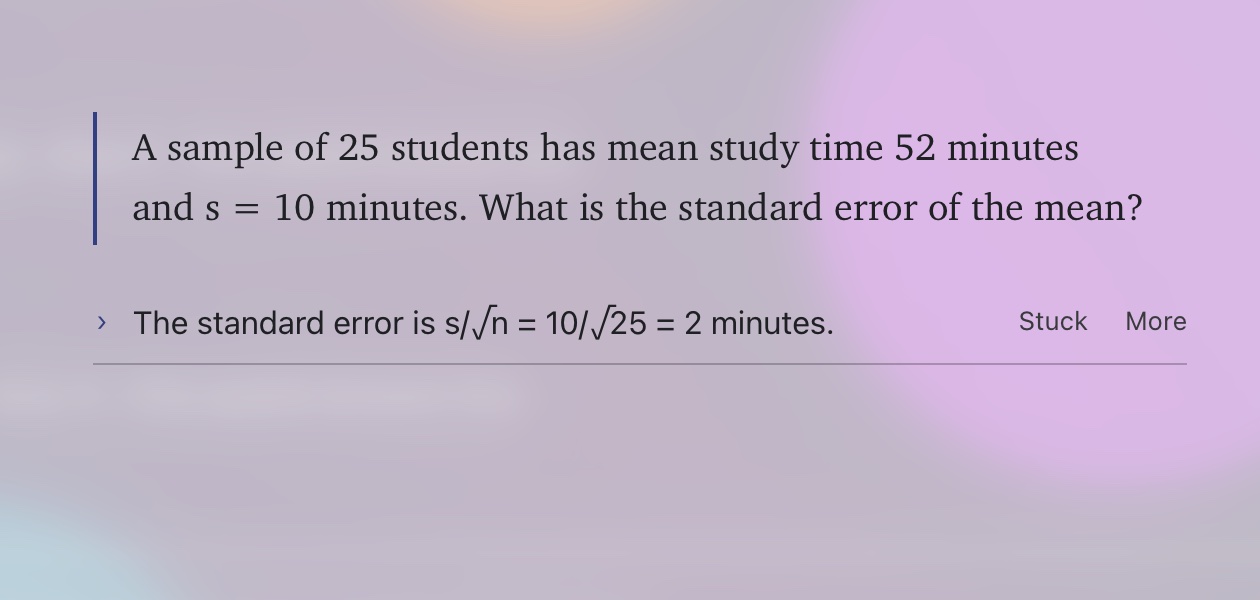 A sample of 25 students has mean study time 52 minutes
and s = 10 minutes. What is the standard error of the mean?
› The standard error is s/√n = 10/√25 = 2 minutes. Stuck More